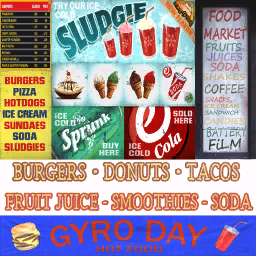 TRY OUR ICE
COLD
SLUDGIE
BURGERS
PIZZA
HOTDOGS
ICE CREAM
SUNDAES
SODA
SLUDGIES
ICE COLD
Sprunk
BUY HERE
ICE COLD
e
Cola
SOLD HERE
FOOD
MARKET
FRUITS
JUICES
SODA
SHAKES
COFFEE
SNACKS,
ICE CREAM
SANDWICH
CANDIES
BATTERY
FILM
BURGERS • DONUTS • TACOS
FRUIT JUICE - SMOOTHIES - SODA
GYRO DAY
HOT FOOD